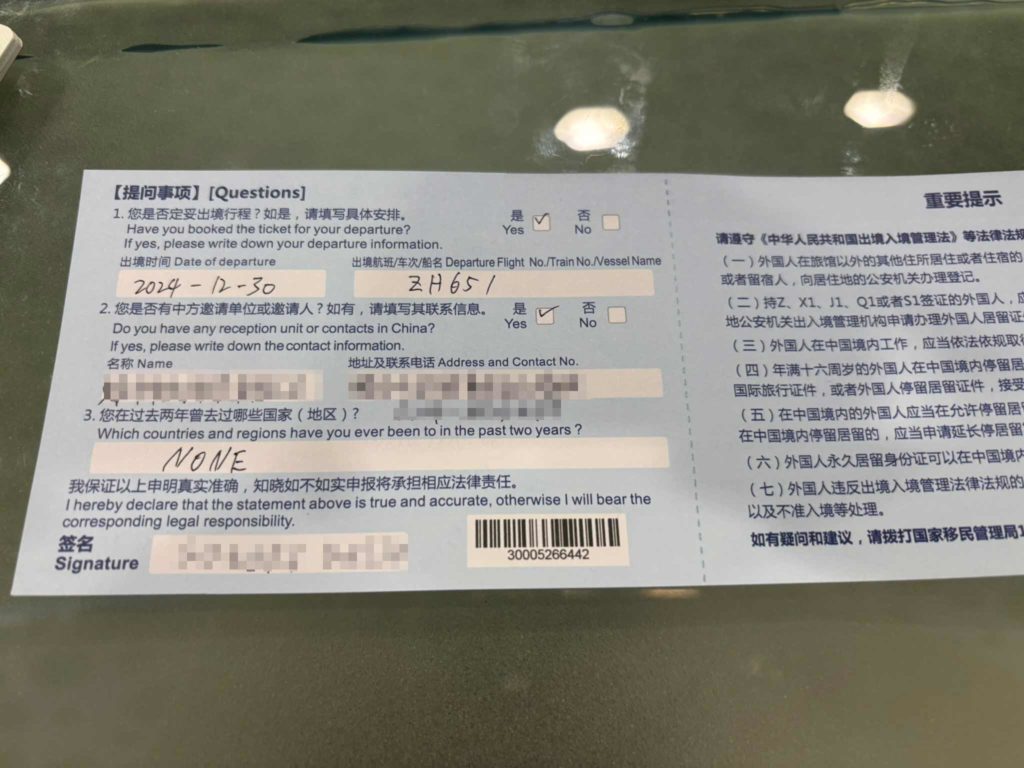 【提问事项】[Questions]
1. 您是否定妥出境行程？如是，请填写具体安排。 是 否
Have you booked the ticket for your departure? Yes No
If yes, please write down your departure information.
出境时间 Date of departure 出境航班/车次/船名 Departure Flight No./Train No./Vessel Name
2024-12-30 ZH651
2. 您是否有中方邀请单位或邀请人？如有，请填写其联系信息。 是 否
Do you have any reception unit or contacts in China? Yes No
If yes, please write down the contact information.
名称 Name 地址及联系电话 Address and Contact No.
3. 您在过去两年曾去过哪些国家（地区）？
Which countries and regions have you ever been to in the past two years ?
NONE
我保证以上申明真实准确，知晓如不如实申报将承担相应法律责任。
I hereby declare that the statement above is true and accurate, otherwise I will bear the
corresponding legal responsibility.
签名
Signature
30005266442
重要提示
请遵守《中华人民共和国出境入境管理法》等法律法规
（一）外国人在旅馆以外的其他住所居住或者住宿的
或者留宿人，向居住地的公安机关办理登记。
（二）持Z、X1、J1、Q1或者S1签证的外国人，应
地公安机关出入境管理机构申请办理外国人居留证
（三）外国人在中国境内工作，应当依法依规取得
（四）年满十六周岁的外国人在中国境内停留居
国际旅行证件，或者外国人停留居留证件，接受
（五）在中国境内的外国人应当在允许停留居
在中国境内停留居留的，应当申请延长停留居
（六）外国人永久居留身份证可以在中国境内
（七）外国人违反出境入境管理法律法规的
以及不准入境等处理。
如有疑问和建议，请拨打国家移民管理局1